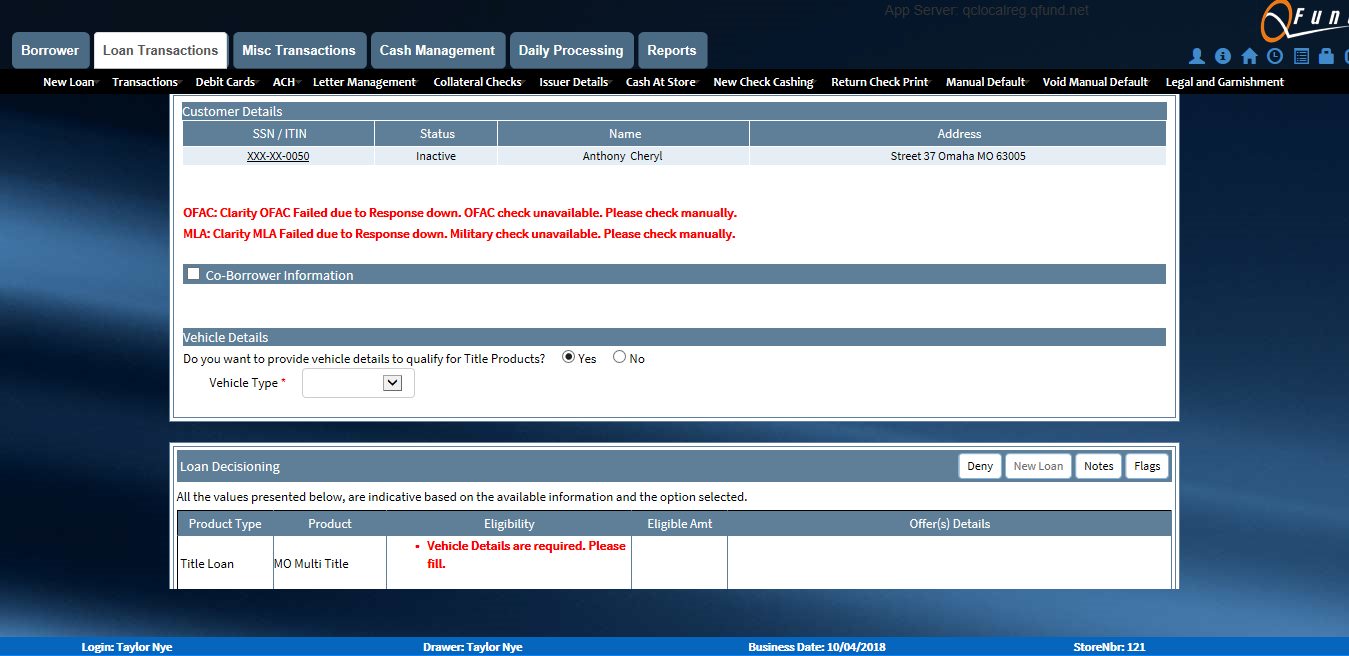 App Server: qclocalreg.qfund.net
QFun
Borrower Loan Transactions Misc Transactions Cash Management Daily Processing Reports
New Loan Transactions Debit Cards ACH Letter Management Collateral Checks Issuer Details Cash At Store New Check Cashing Return Check Print Manual Default Void Manual Default Legal and Garnishment
Customer Details
SSN / ITIN Status Name Address
XXX-XX-0050 Inactive Anthony Cheryl Street 37 Omaha MO 63005
OFAC: Clarity OFAC Failed due to Response down. OFAC check unavailable. Please check manually.
MLA: Clarity MLA Failed due to Response down. Military check unavailable. Please check manually.
Co-Borrower Information
Vehicle Details
Do you want to provide vehicle details to qualify for Title Products? Yes No
Vehicle Type *
Loan Decisioning Deny New Loan Notes Flags
All the values presented below, are indicative based on the available information and the option selected.
Product Type Product Eligibility Eligible Amt Offer(s) Details
Title Loan MO Multi Title • Vehicle Details are required. Please
fill.
Login: Taylor Nye Drawer: Taylor Nye Business Date: 10/04/2018 StoreNbr: 121